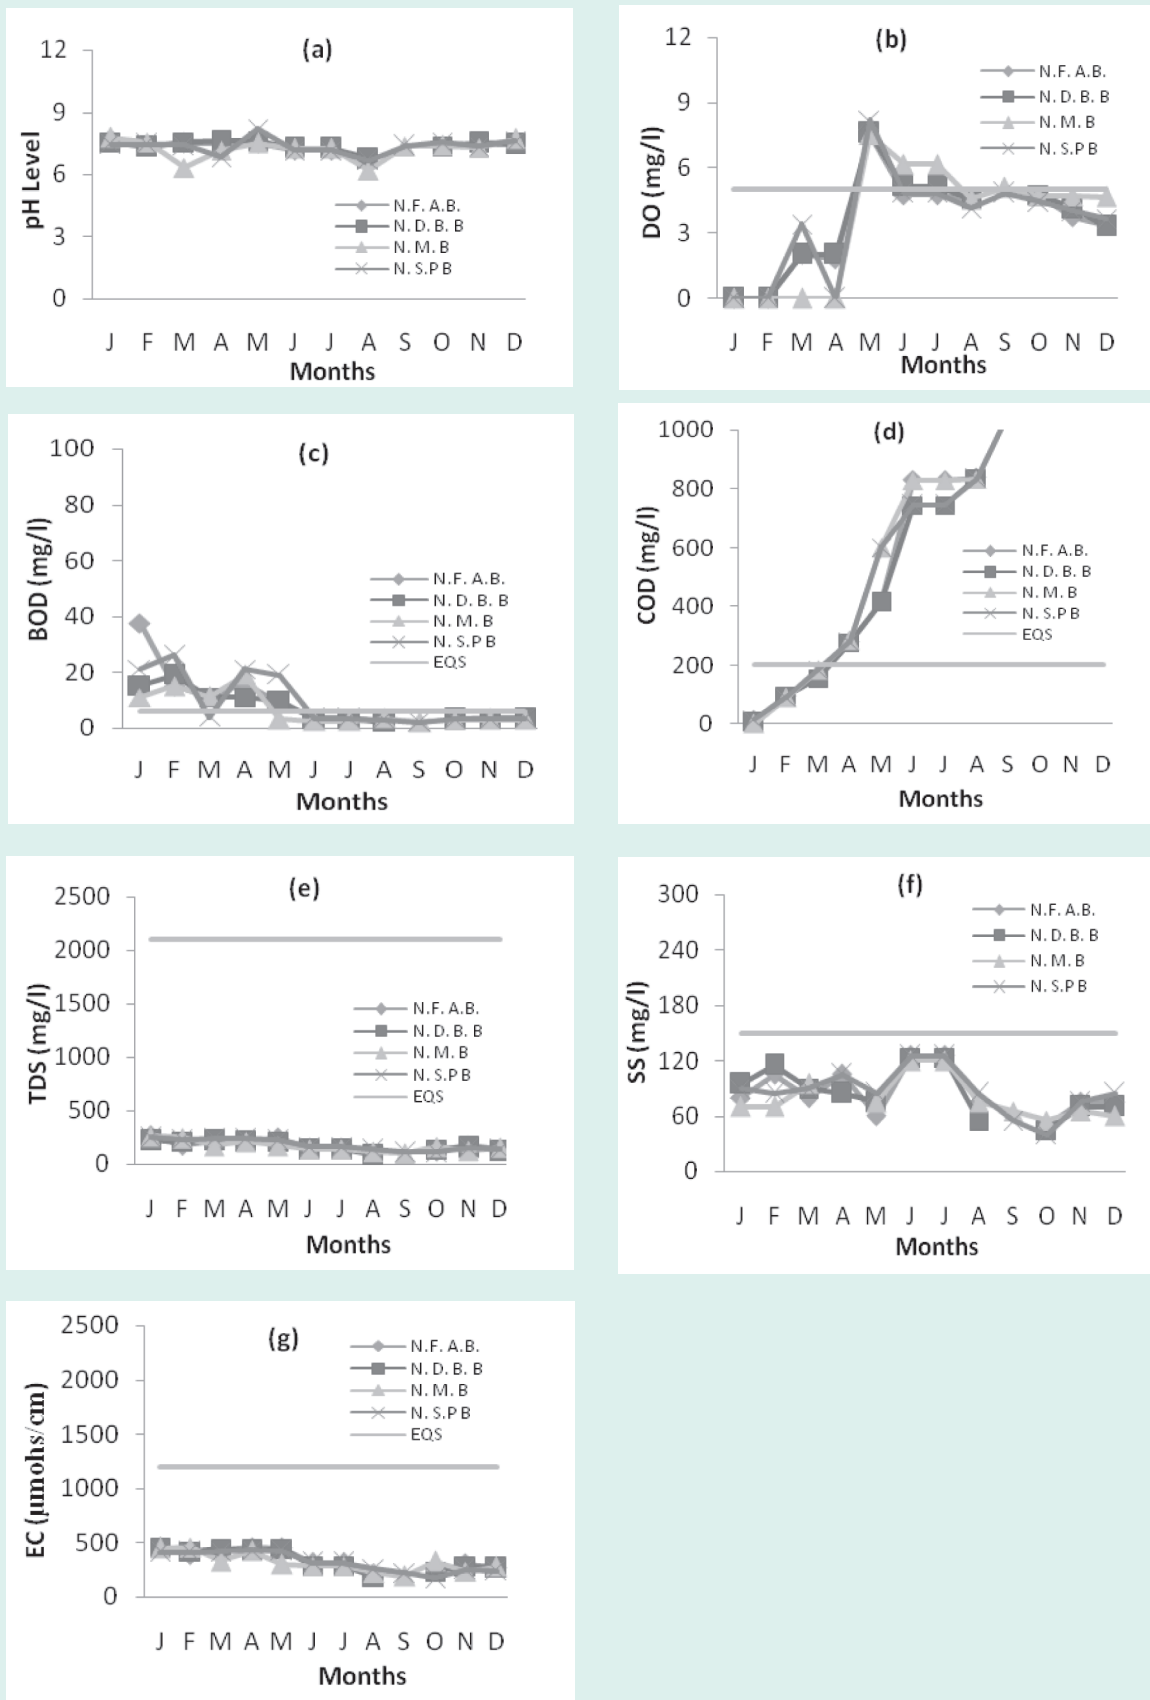 (a)
pH Level
12
9
6
3
0
N.F. A.B.
N. D. B. B
N. M. B
N. S.P B
J F M A M J J A S O N D
Months
(b)
DO (mg/l)
12
9
6
3
0
N.F. A.B.
N. D. B. B
N. M. B
N. S.P B
J F M A M J J A S O N D
Months
(c)
BOD (mg/l)
100
80
60
40
20
0
N.F. A.B.
N. D. B. B
N. M. B
N. S.P B
EQS
J F M A M J J A S O N D
Months
(d)
COD (mg/l)
1000
800
600
400
200
0
N.F. A.B.
N. D. B. B
N. M. B
N. S.P B
EQS
J F M A M J J A S O N D
Months
(e)
TDS (mg/l)
2500
2000
1500
1000
500
0
N.F. A.B.
N. D. B. B
N. M. B
N. S.P B
EQS
J F M A M J J A S O N D
Months
(f)
SS (mg/l)
300
240
180
120
60
0
N.F. A.B.
N. D. B. B
N. M. B
N. S.P B
J F M A M J J A S O N D
Months
(g)
EC (µmohs/cm)
2500
2000
1500
1000
500
0
N.F. A.B.
N. D. B. B
N. M. B
N. S.P B
EQS
J F M A M J J A S O N D
Months